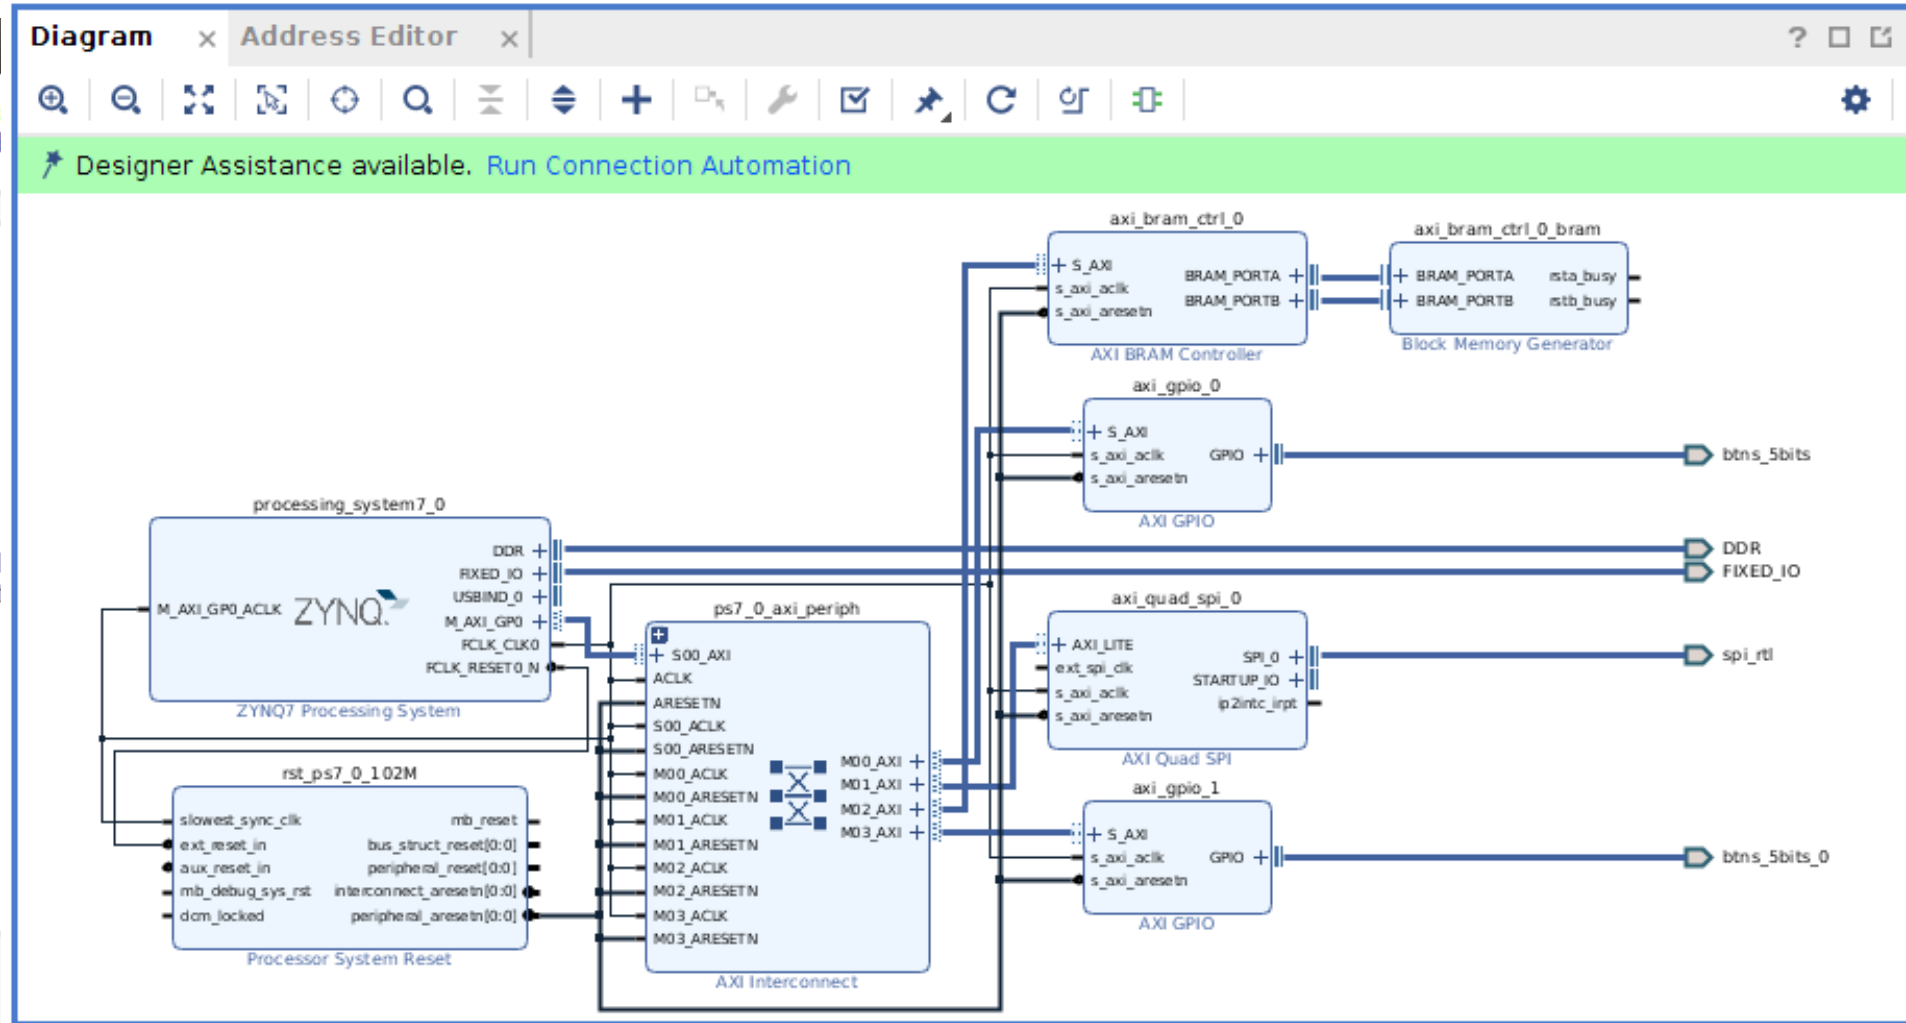 Diagram
Address Editor
Designer Assistance available. Run Connection Automation
axi_bram_ctrl_0
S_AXI
s_axi_aclk
s_axi_aresetn
BRAM_PORTA
BRAM_PORTB
AXI BRAM Controller
axi_bram_ctrl_0_bram
BRAM_PORTA
BRAM_PORTB
rsta_busy
rstb_busy
Block Memory Generator
axi_gpio_0
S_AXI
s_axi_aclk
s_axi_aresetn
GPIO
AXI GPIO
btns_5bits
processing_system7_0
M_AXI_GP0_ACLK
ZYNQ
DDR
FIXED_IO
USBIND_0
M_AXI_GP0
FCLK_CLK0
FCLK_RESET0_N
ZYNQ7 Processing System
DDR
FIXED_IO
ps7_0_axi_periph
S00_AXI
ACLK
ARESETN
S00_ACLK
S00_ARESETN
M00_ACLK
M00_ARESETN
M01_ACLK
M01_ARESETN
M02_ACLK
M02_ARESETN
M03_ACLK
M03_ARESETN
M00_AXI
M01_AXI
M02_AXI
M03_AXI
AXI Interconnect
axi_quad_spi_0
AXI_LITE
ext_spi_clk
s_axi_aclk
s_axi_aresetn
SPI_0
STARTUP_IO
ip2intc_irpt
AXI Quad SPI
spi_rtl
rst_ps7_0_102M
slowest_sync_clk
ext_reset_in
aux_reset_in
mb_debug_sys_rst
dcm_locked
mb_reset
bus_struct_reset[0:0]
peripheral_reset[0:0]
interconnect_aresetn[0:0]
peripheral_aresetn[0:0]
Processor System Reset
axi_gpio_1
S_AXI
s_axi_aclk
s_axi_aresetn
GPIO
AXI GPIO
btns_5bits_0